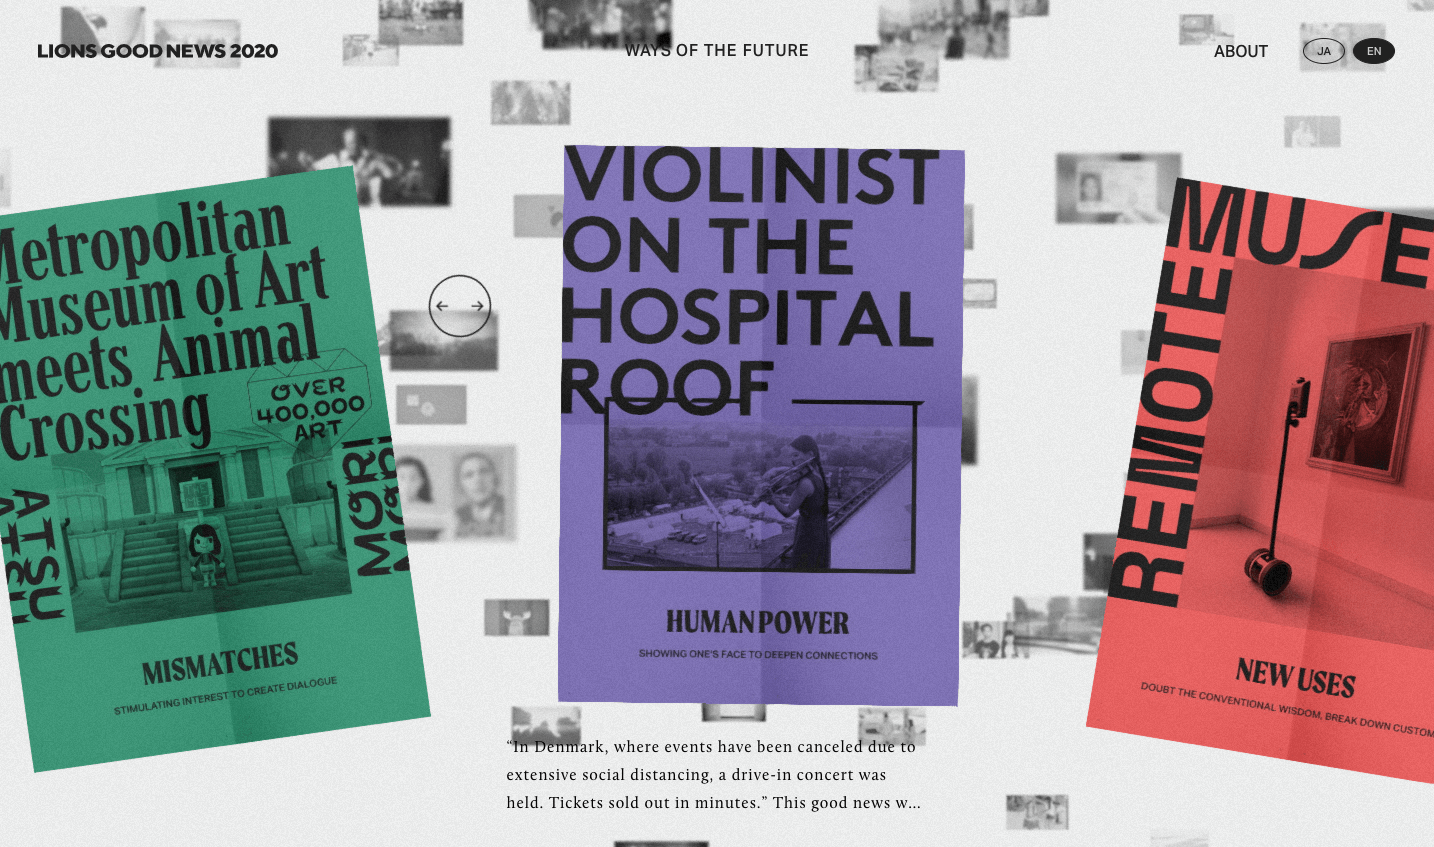 LIONS GOOD NEWS 2020
WAYS OF THE FUTURE
ABOUT
JA
EN
Metropolitan
Museum of Art
meets Animal
Crossing
OVER
400,000
ART
ATSU
MORI
MISMATCHES
STIMULATING INTEREST TO CREATE DIALOGUE
VIOLINIST
ON THE
HOSPITAL
ROOF
HUMAN POWER
SHOWING ONE'S FACE TO DEEPEN CONNECTIONS
“In Denmark, where events have been canceled due to
extensive social distancing, a drive-in concert was
held. Tickets sold out in minutes.” This good news w...
REMOTE
MUSE
NEW USES
DOUBT THE CONVENTIONAL WISDOM, BREAK DOWN CUSTOM